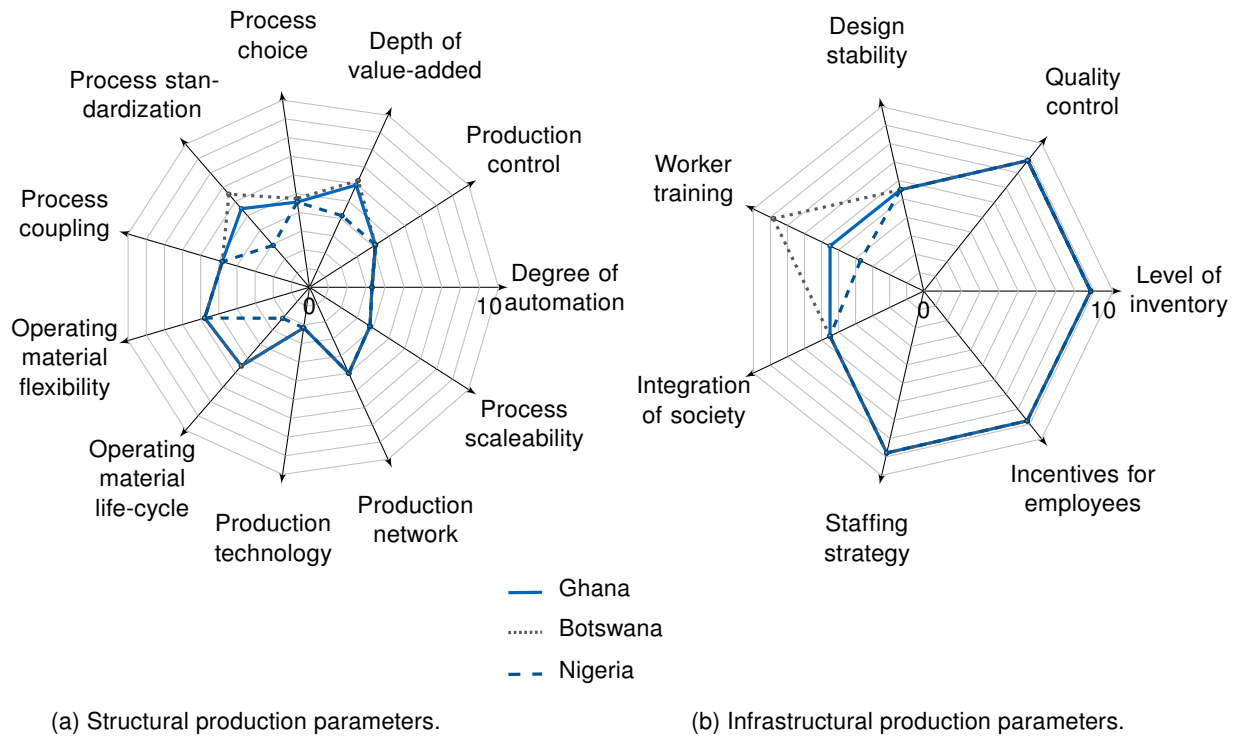 Process
choice
Depth of
value-added
Process stan-
dardization
Production
control
Process
coupling
Degree of
automation
0
10
Operating
material
flexibility
Process
scaleability
Operating
material
life-cycle
Production
technology
Production
network
Design
stability
Quality
control
Worker
training
Level of
inventory
0
10
Integration
of society
Incentives for
employees
Staffing
strategy
Ghana
Botswana
Nigeria
(a) Structural production parameters.
(b) Infrastructural production parameters.